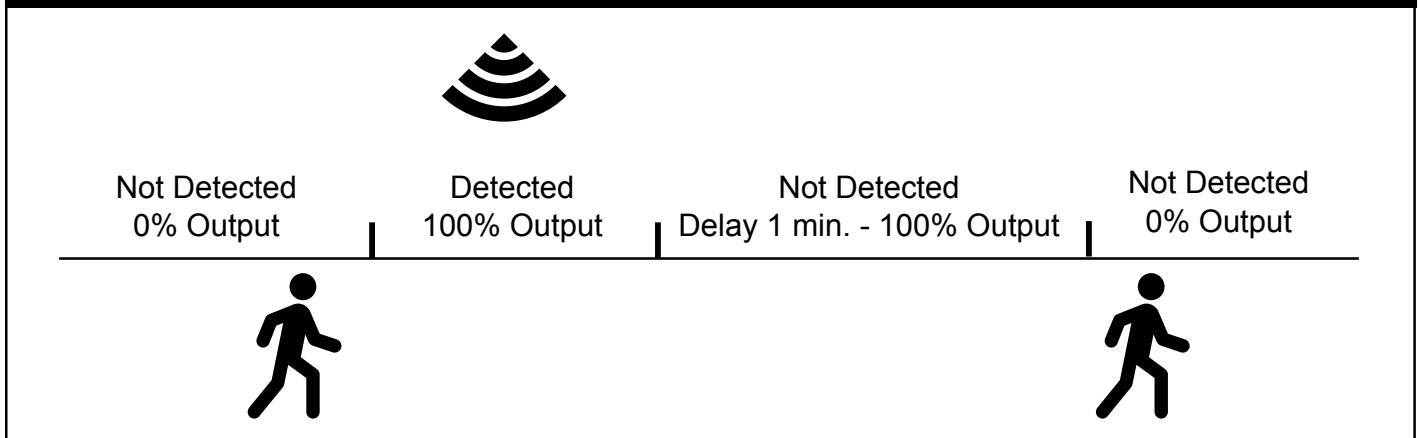 Not Detected
0% Output
Detected
100% Output
Not Detected
Delay 1 min. - 100% Output
Not Detected
0% Output